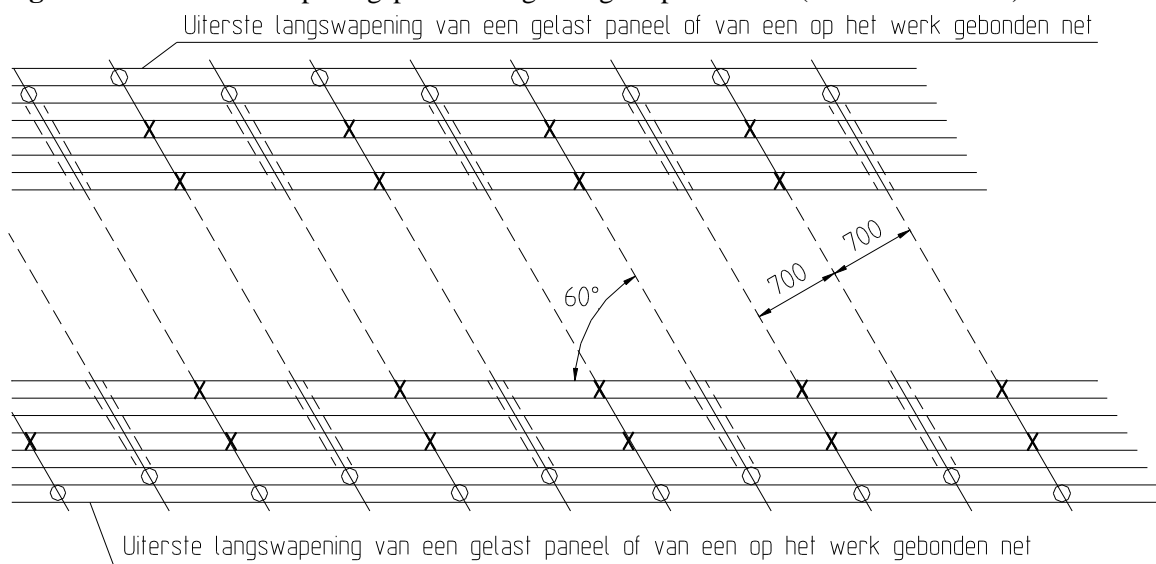 Uiterste langswapening van een gelast paneel of van een op het werk gebonden net
700
700
60°
Uiterste langswapening van een gelast paneel of van een op het werk gebonden net